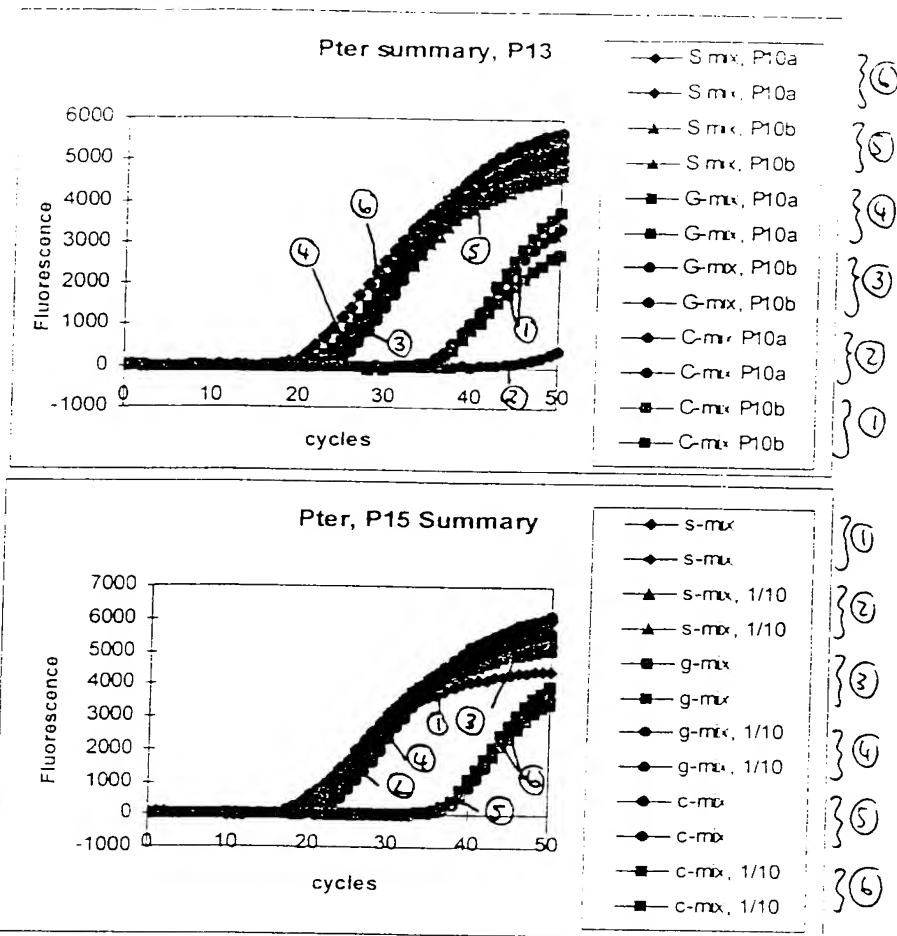 Pter summary, P13
6000
5000
4000
3000
2000
1000
0
-1000
Fluorescence
0 10 20 30 40 50
cycles
④ ⑥ ⑤ ③ ① ②
S mix, P10a
S mix, P10a
S mix, P10b
S mix, P10b
G-mix, P10a
G-mix, P10a
G-mix, P10b
G-mix, P10b
C-mix P10a
C-mix P10a
C-mix P10b
C-mix P10b
⑥
⑤
④
③
②
①
Pter, P15 Summary
7000
6000
5000
4000
3000
2000
1000
0
-1000
Fluorescence
0 10 20 30 40 50
cycles
① ③ ④ ⑤
s-mix
s-mix
s-mix, 1/10
s-mix, 1/10
g-mix
g-mix
g-mix, 1/10
g-mix, 1/10
c-mix
c-mix
c-mix, 1/10
c-mix, 1/10
①
②
③
④
⑤
⑥